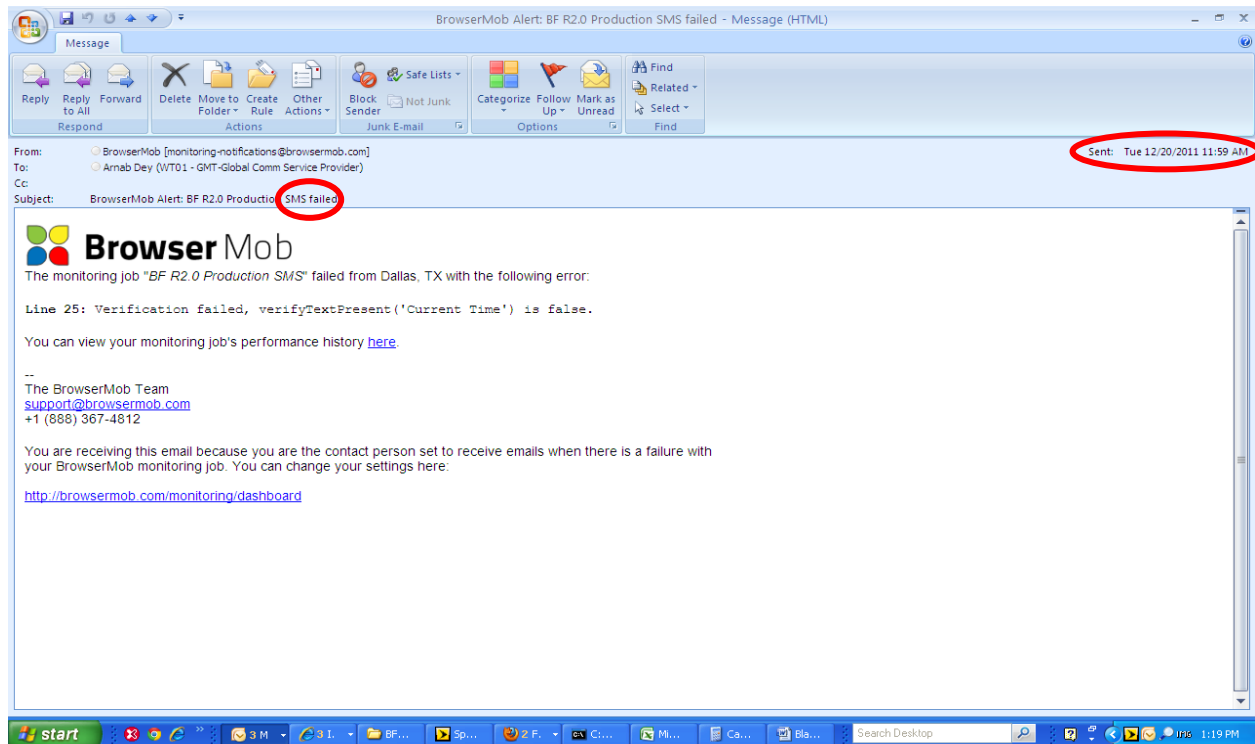 BrowserMob Alert: BF R2.0 Production SMS failed - Message (HTML)
Message
Reply
Reply to All
Forward
Respond
Delete
Move to Folder
Create Rule
Other Actions
Actions
Block Sender
Safe Lists
Not Junk
Junk E-mail
Categorize
Follow Up
Mark as Unread
Options
Find
Related
Select
Find
From: BrowserMob [monitoring-notifications@browsermob.com]
Sent: Tue 12/20/2011 11:59 AM
To: Arnab Dey (WT01 - GMT-Global Comm Service Provider)
Cc:
Subject: BrowserMob Alert: BF R2.0 Production SMS failed
Browser Mob
The monitoring job "BF R2.0 Production SMS" failed from Dallas, TX with the following error:
Line 25: Verification failed, verifyTextPresent('Current Time') is false.
You can view your monitoring job's performance history here.
--
The BrowserMob Team
support@browsermob.com
+1 (888) 367-4812
You are receiving this email because you are the contact person set to receive emails when there is a failure with
your BrowserMob monitoring job. You can change your settings here:
http://browsermob.com/monitoring/dashboard
start
3 M
3 I.
BF...
Sp...
2 F.
C:...
Mi...
Ca...
Bla...
Search Desktop
1:19 PM